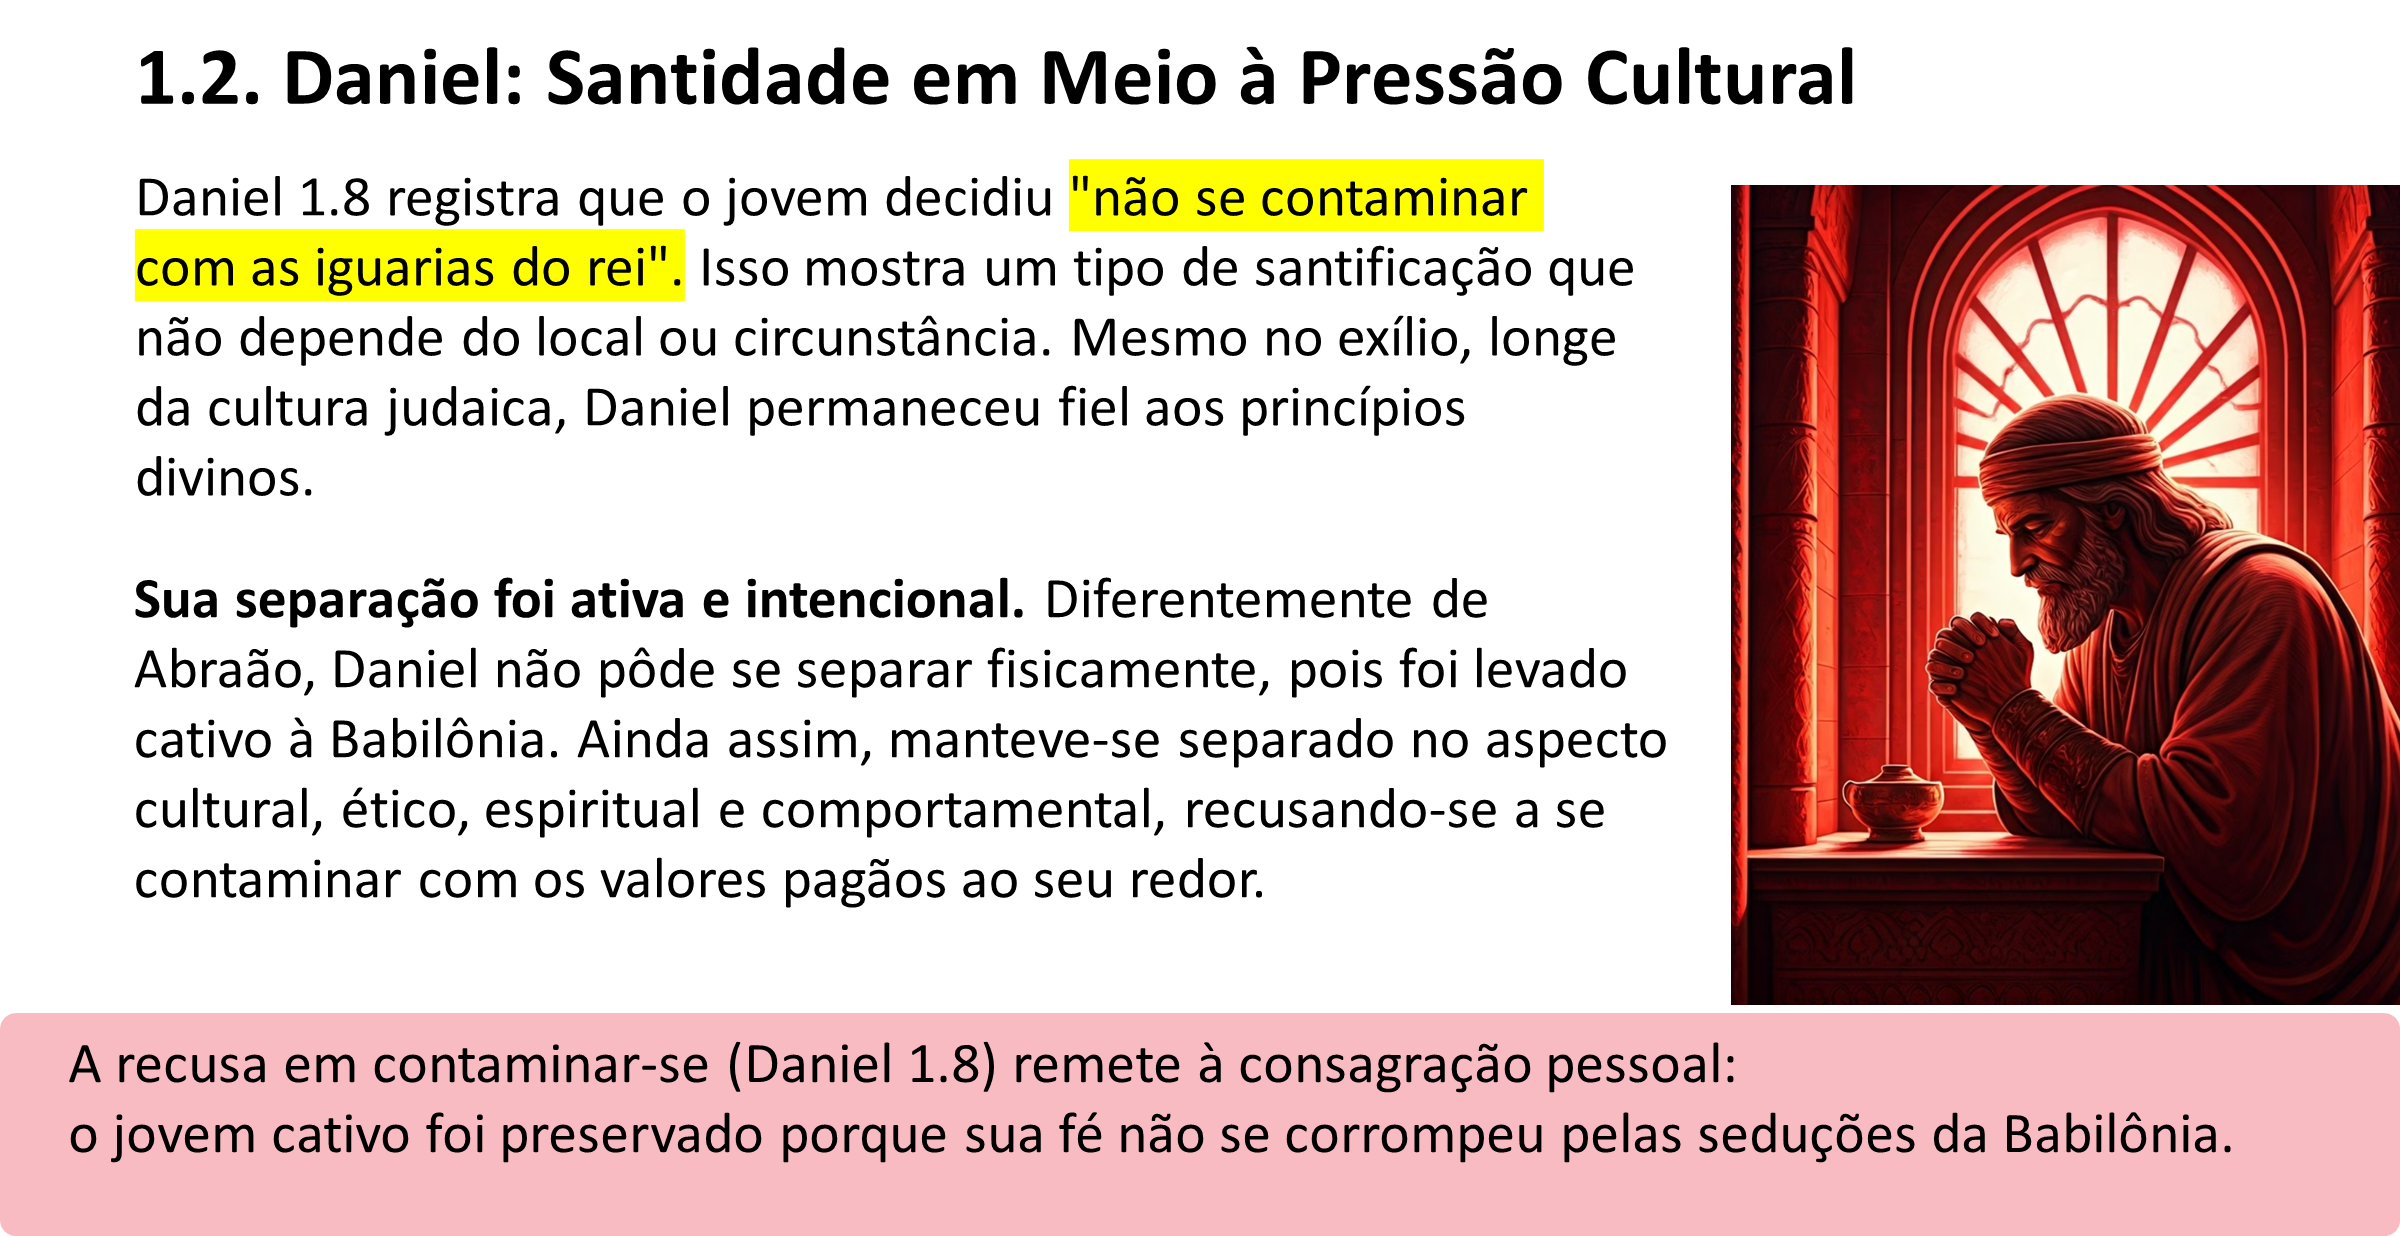 1.2. Daniel: Santidade em Meio à Pressão Cultural
Daniel 1.8 registra que o jovem decidiu "não se contaminar
com as iguarias do rei". Isso mostra um tipo de santificação que
não depende do local ou circunstância. Mesmo no exílio, longe
da cultura judaica, Daniel permaneceu fiel aos princípios
divinos.
Sua separação foi ativa e intencional. Diferentemente de
Abraão, Daniel não pôde se separar fisicamente, pois foi levado
cativo à Babilônia. Ainda assim, manteve-se separado no aspecto
cultural, ético, espiritual e comportamental, recusando-se a se
contaminar com os valores pagãos ao seu redor.
A recusa em contaminar-se (Daniel 1.8) remete à consagração pessoal:
o jovem cativo foi preservado porque sua fé não se corrompeu pelas seduções da Babilônia.